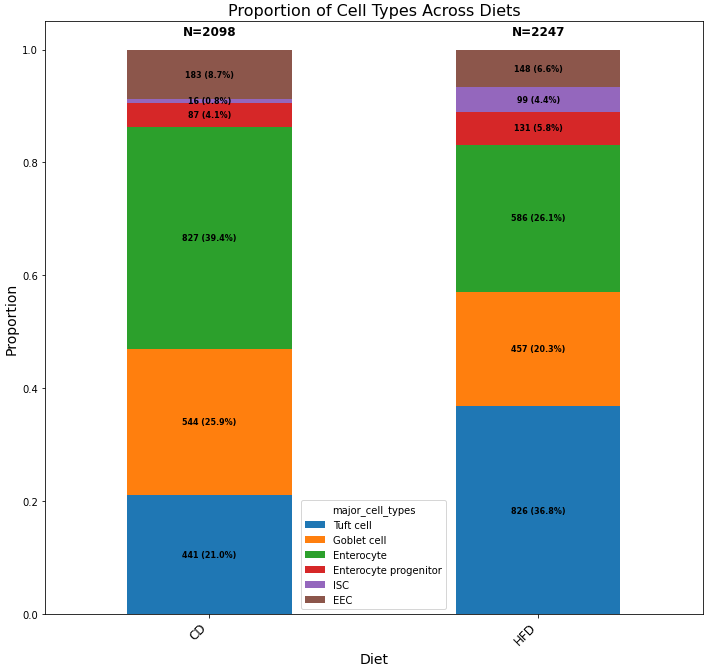 Proportion of Cell Types Across Diets
N=2098
N=2247
1.0
0.8
0.6
0.4
0.2
0.0
Proportion
183 (8.7%)
16 (0.8%)
87 (4.1%)
827 (39.4%)
544 (25.9%)
441 (21.0%)
148 (6.6%)
99 (4.4%)
131 (5.8%)
586 (26.1%)
457 (20.3%)
826 (36.8%)
major_cell_types
Tuft cell
Goblet cell
Enterocyte
Enterocyte progenitor
ISC
EEC
CD
HFD
Diet